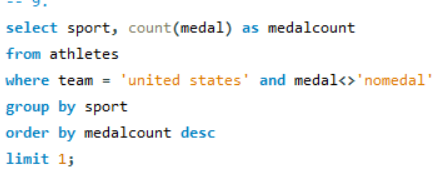 -- 9.
select sport, count(medal) as medalcount
from athletes
where team = 'united states' and medal<>'nomedal'
group by sport
order by medalcount desc
limit 1;